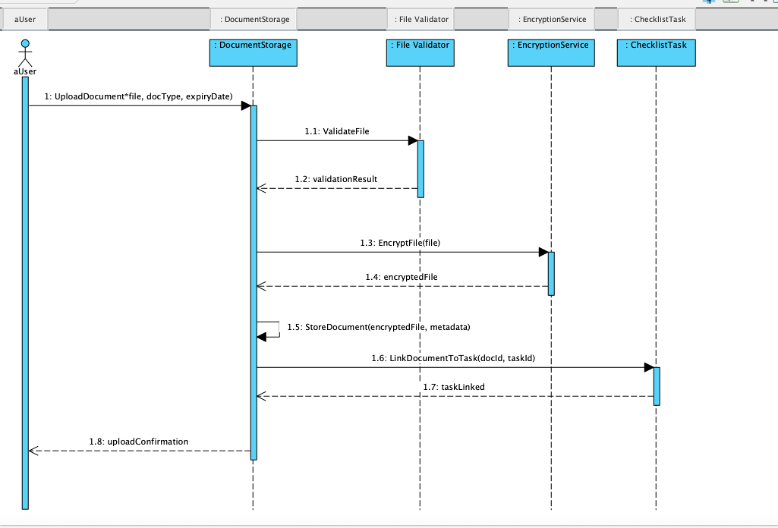 aUser
: DocumentStorage
: File Validator
: EncryptionService
: ChecklistTask
: DocumentStorage
: File Validator
: EncryptionService
: ChecklistTask
aUser
1: UploadDocument*file, docType, expiryDate)
1.1: ValidateFile
1.2: validationResult
1.3: EncryptFile(file)
1.4: encryptedFile
1.5: StoreDocument(encryptedFile, metadata)
1.6: LinkDocumentToTask(docId, taskId)
1.7: taskLinked
1.8: uploadConfirmation